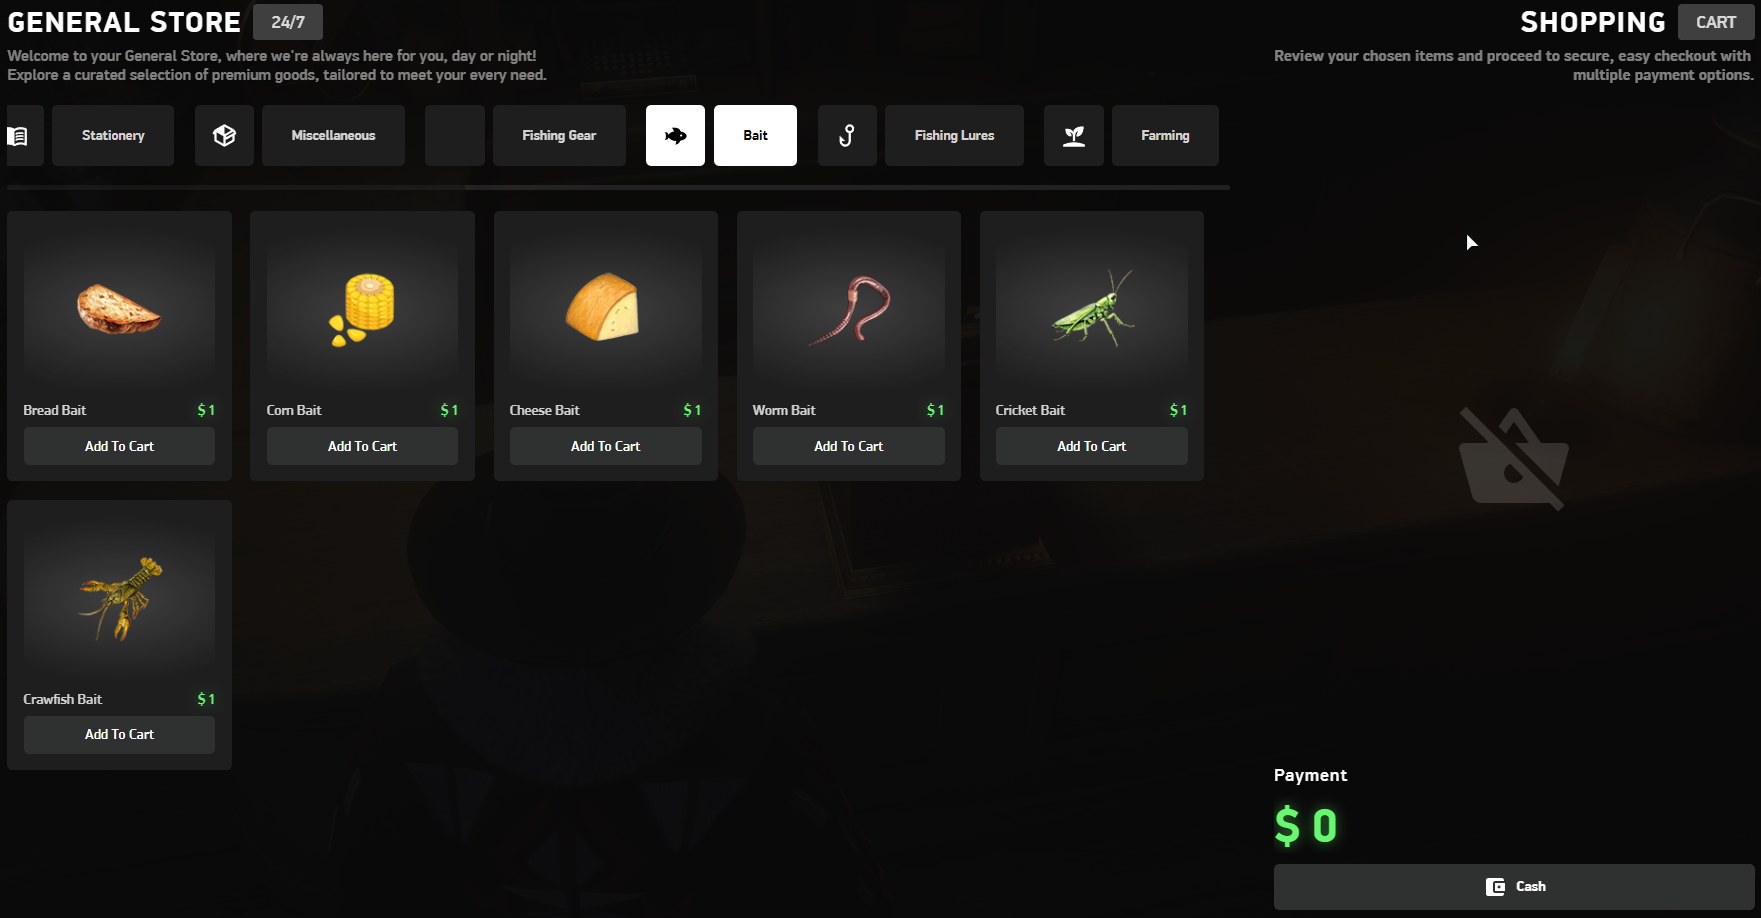 GENERAL STORE 24/7
Welcome to your General Store, where we're always here for you, day or night!
Explore a curated selection of premium goods, tailored to meet your every need.
SHOPPING CART
Review your chosen items and proceed to secure, easy checkout with
multiple payment options.
Stationery
Miscellaneous
Fishing Gear
Bait
Fishing Lures
Farming
Bread Bait $ 1
Add To Cart
Corn Bait $ 1
Add To Cart
Cheese Bait $ 1
Add To Cart
Worm Bait $ 1
Add To Cart
Cricket Bait $ 1
Add To Cart
Crawfish Bait $ 1
Add To Cart
Payment
$ 0
Cash